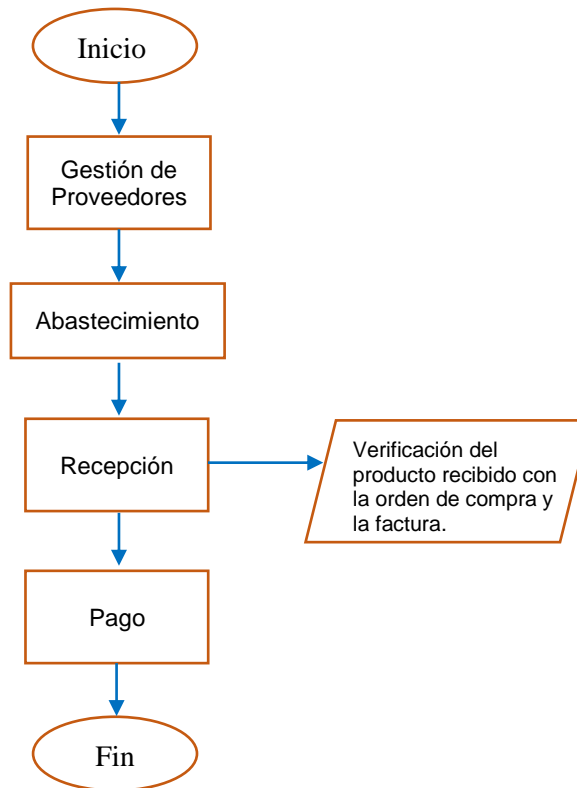 Inicio
Gestión de
Proveedores
Abastecimiento
Recepción
Verificación del
producto recibido con
la orden de compra y
la factura.
Pago
Fin